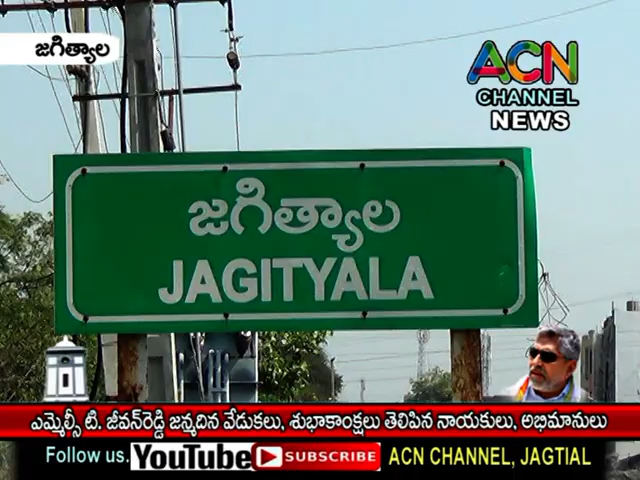 జగిత్యాల
ACN
CHANNEL
NEWS
జగిత్యాల
JAGITYALA
ఎమ్మెల్సీ టి. జీవన్‌రెడ్డి జన్మదిన వేడుకలు, శుభాకాంక్షలు తెలిపిన నాయకులు, అభిమానులు
Follow us. YouTube SUBSCRIBE ACN CHANNEL, JAGTIAL